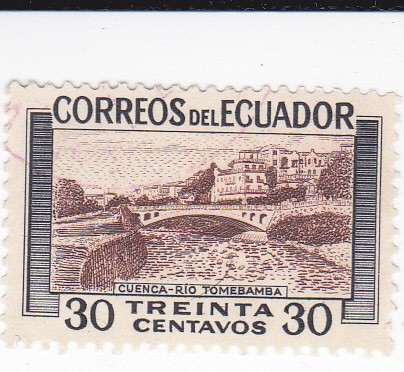 CORREOS DEL ECUADOR
CUENCA-RÍO TOMEBAMBA
30 TREINTA CENTAVOS 30